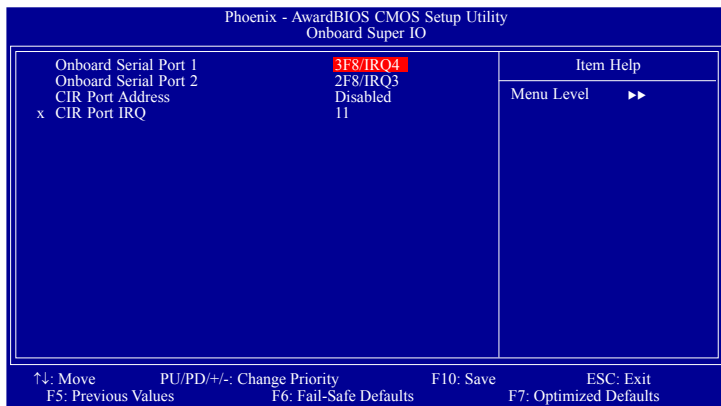 Phoenix - AwardBIOS CMOS Setup Utility
Onboard Super IO
Onboard Serial Port 1 3F8/IRQ4
Onboard Serial Port 2 2F8/IRQ3
CIR Port Address Disabled
x CIR Port IRQ 11
Item Help
Menu Level ►►
↑↓: Move PU/PD/+/-: Change Priority F10: Save ESC: Exit
F5: Previous Values F6: Fail-Safe Defaults F7: Optimized Defaults